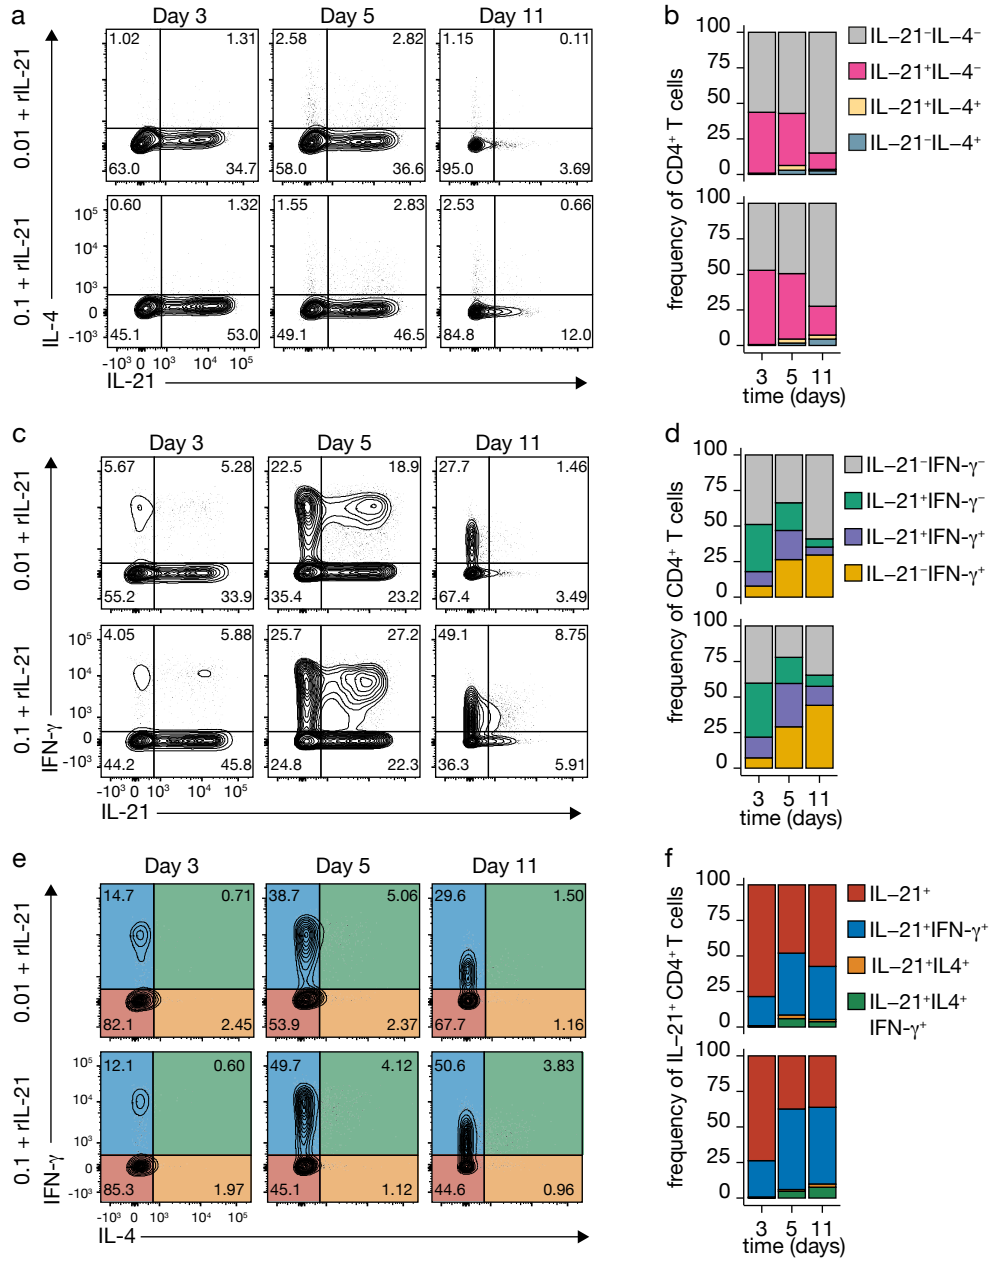 a
Day 3
Day 5
Day 11
0.01 + rIL-21
1.02
1.31
2.58
2.82
1.15
0.11
63.0
34.7
58.0
36.6
95.0
3.69
0.1 + rIL-21
0.60
1.32
1.55
2.83
2.53
0.66
45.1
53.0
49.1
46.5
84.8
12.0
10⁵
10⁴
10³
0
-10³
IL-4
-10³ 0 10³ 10⁴ 10⁵
IL-21
b
frequency of CD4⁺ T cells
100
75
50
25
0
100
75
50
25
0
3 5 11
time (days)
IL–21⁻IL–4⁻
IL–21⁺IL–4⁻
IL–21⁺IL–4⁺
IL–21⁻IL–4⁺
c
Day 3
Day 5
Day 11
0.01 + rIL-21
5.67
5.28
22.5
18.9
27.7
1.46
55.2
33.9
35.4
23.2
67.4
3.49
0.1 + rIL-21
4.05
5.88
25.7
27.2
49.1
8.75
44.2
45.8
24.8
22.3
36.3
5.91
10⁵
10⁴
10³
0
-10³
IFN-γ
-10³ 0 10³ 10⁴ 10⁵
IL-21
d
frequency of CD4⁺ T cells
100
75
50
25
0
100
75
50
25
0
3 5 11
time (days)
IL–21⁻IFN-γ⁻
IL–21⁺IFN-γ⁻
IL–21⁺IFN-γ⁺
IL–21⁻IFN-γ⁺
e
Day 3
Day 5
Day 11
0.01 + rIL-21
14.7
0.71
38.7
5.06
29.6
1.50
82.1
2.45
53.9
2.37
67.7
1.16
0.1 + rIL-21
12.1
0.60
49.7
4.12
50.6
3.83
85.3
1.97
45.1
1.12
44.6
0.96
10⁵
10⁴
10³
0
-10³
IFN-γ
-10³ 0 10³ 10⁴ 10⁵
IL-4
f
frequency of IL–21⁺CD4⁺T cells
100
75
50
25
0
100
75
50
25
0
3 5 11
time (days)
IL–21⁺
IL–21⁺IFN-γ⁺
IL–21⁺IL4⁺
IL–21⁺IL4⁺
IFN-γ⁺